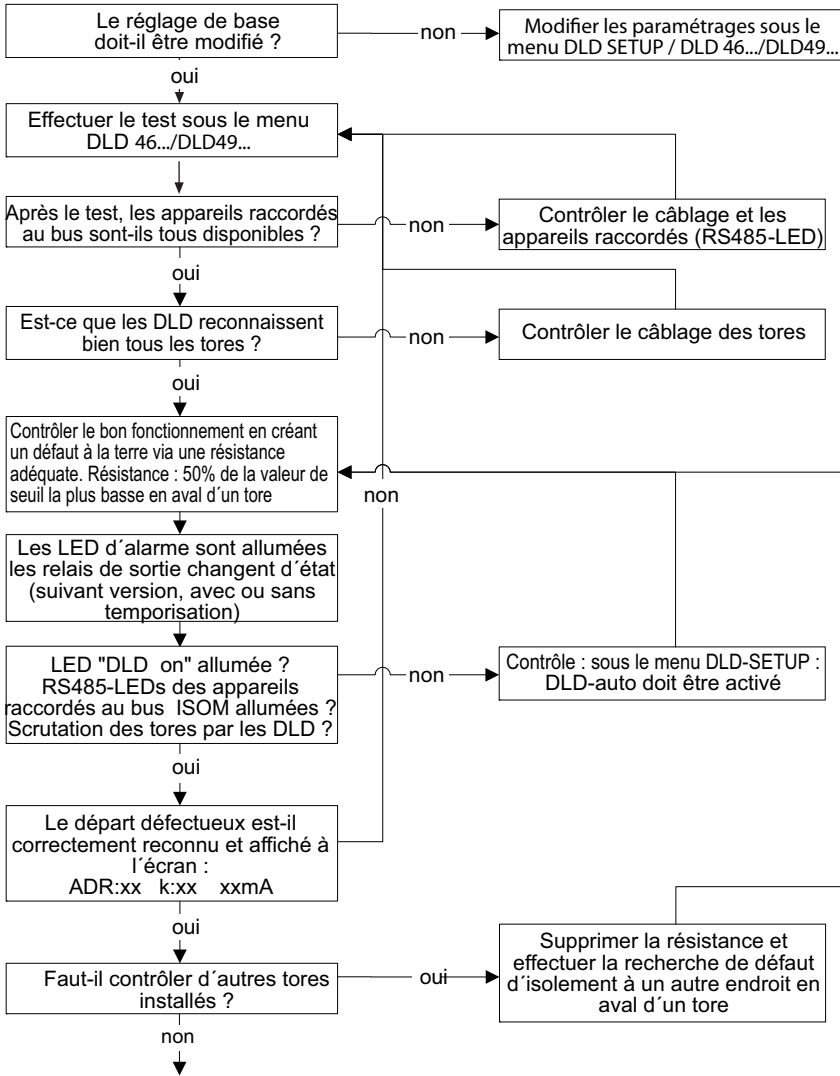 Le réglage de base
doit-il être modifié ?
non
Modifier les paramétrages sous le
menu DLD SETUP / DLD 46.../DLD49...
oui
Effectuer le test sous le menu
DLD 46.../DLD49...
Après le test, les appareils raccordés
au bus sont-ils tous disponibles ?
non
Contrôler le câblage et les
appareils raccordés (RS485-LED)
oui
Est-ce que les DLD reconnaissent
bien tous les tores ?
non
Contrôler le câblage des tores
oui
Contrôler le bon fonctionnement en créant
un défaut à la terre via une résistance
adéquate. Résistance : 50% de la valeur de
seuil la plus basse en aval d´un tore
non
Les LED d´alarme sont allumées
les relais de sortie changent d´état
(suivant version, avec ou sans
temporisation)
LED "DLD on" allumée ?
RS485-LEDs des appareils
raccordés au bus ISOM allumées ?
Scrutation des tores par les DLD ?
non
Contrôle : sous le menu DLD-SETUP :
DLD-auto doit être activé
oui
Le départ défectueux est-il
correctement reconnu et affiché à
l´écran :
ADR:xx k:xx xxmA
oui
Faut-il contrôler d´autres tores
installés ?
oui
Supprimer la résistance et
effectuer la recherche de défaut
d´isolement à un autre endroit en
aval d´un tore
non